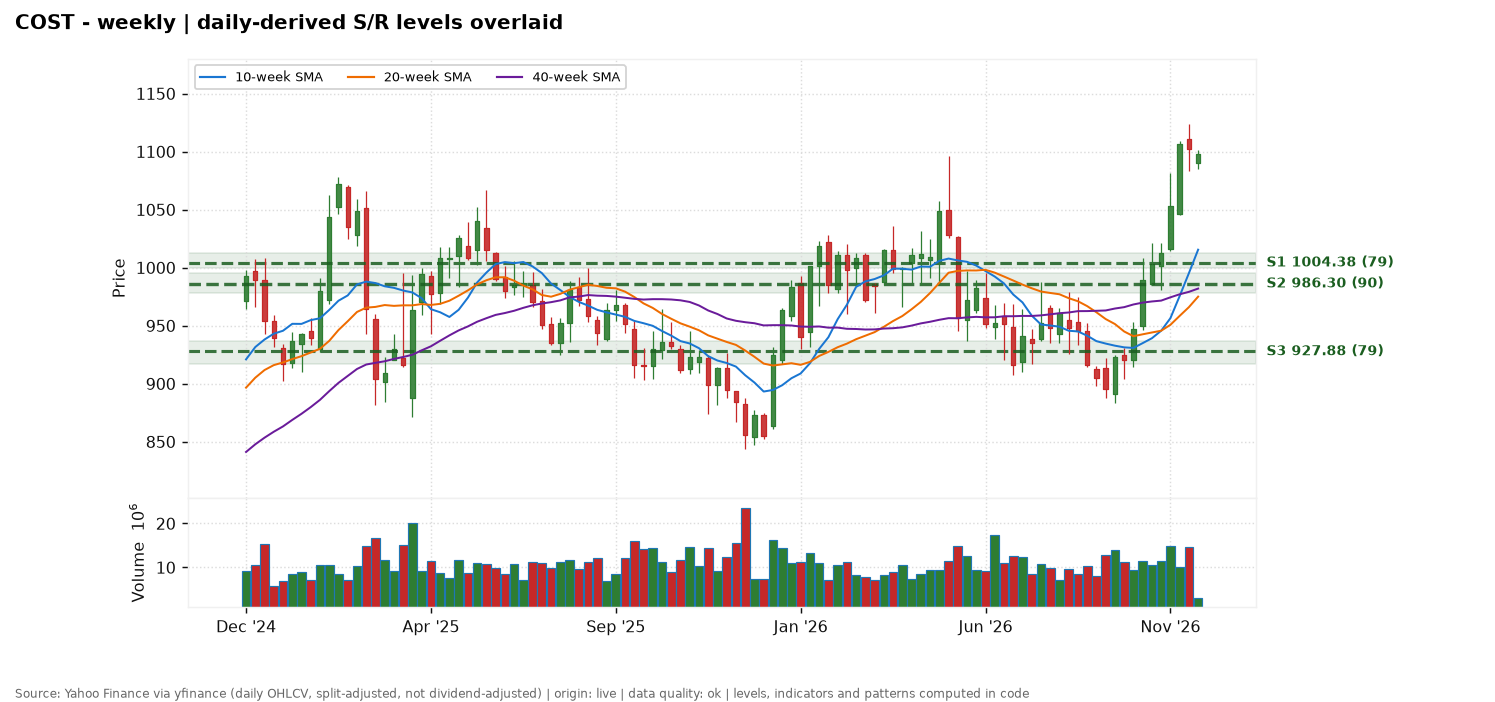 COST - weekly | daily-derived S/R levels overlaid
10-week SMA 20-week SMA 40-week SMA
1150
1100
1050
1000
950
900
850
Price
S1 1004.38 (79)
S2 986.30 (90)
S3 927.88 (79)
20
10
Volume 10^6
Dec '24 Apr '25 Sep '25 Jan '26 Jun '26 Nov '26
Source: Yahoo Finance via yfinance (daily OHLCV, split-adjusted, not dividend-adjusted) | origin: live | data quality: ok | levels, indicators and patterns computed in code